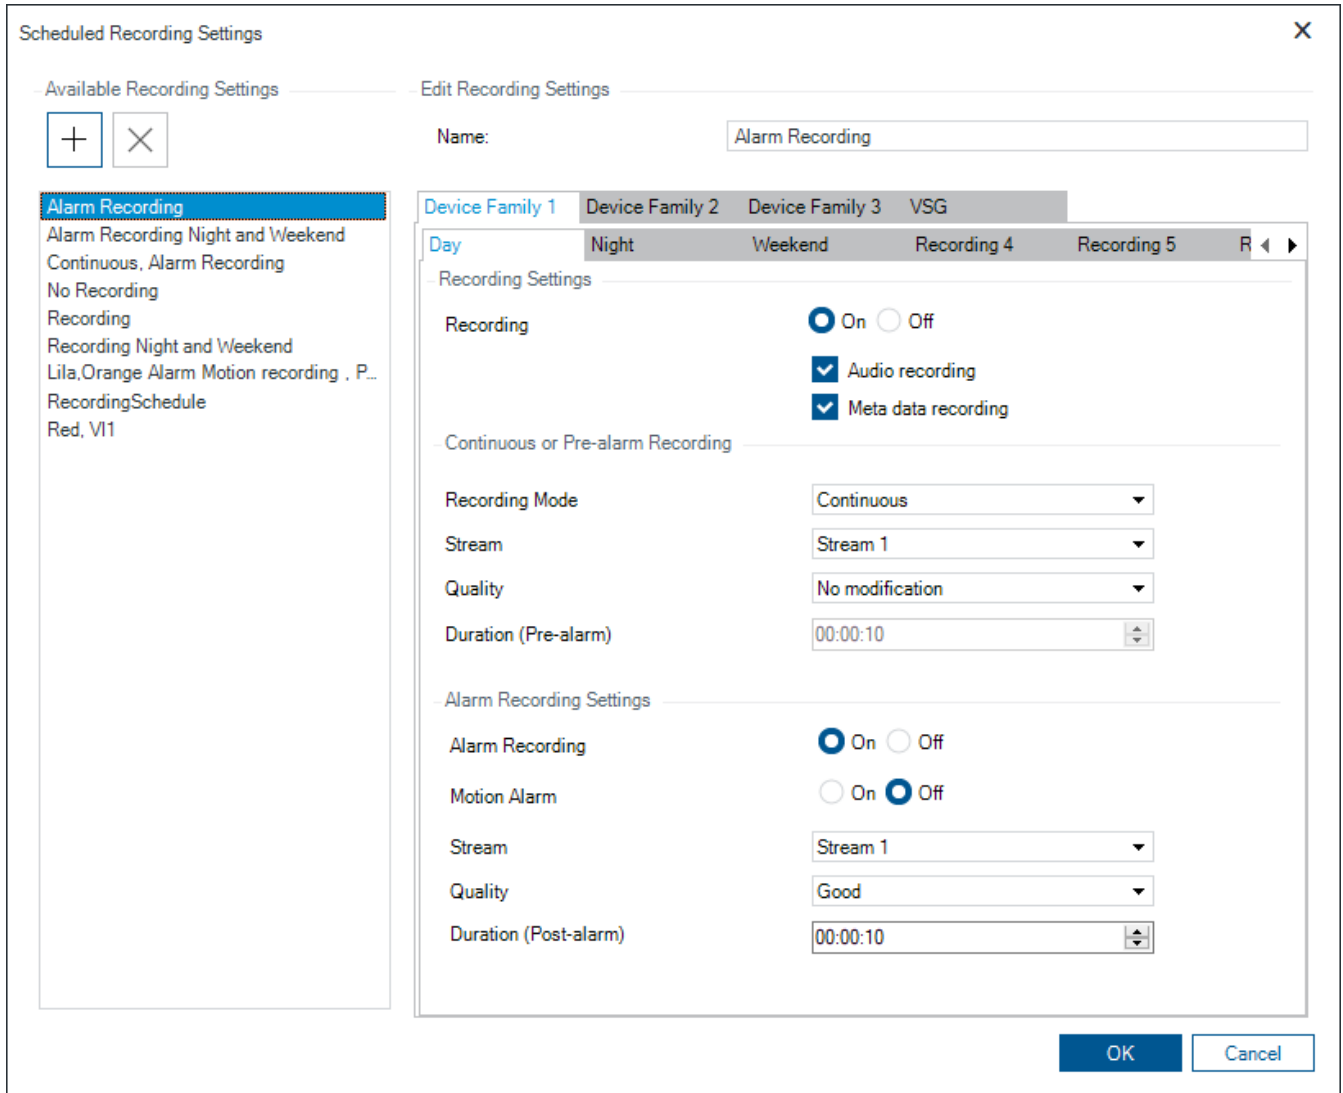 Scheduled Recording Settings
Available Recording Settings
Edit Recording Settings
Name:
Alarm Recording
Alarm Recording
Alarm Recording Night and Weekend
Continuous, Alarm Recording
No Recording
Recording
Recording Night and Weekend
Lila,Orange Alarm Motion recording , P...
RecordingSchedule
Red, VI1
Device Family 1 Device Family 2 Device Family 3 VSG
Day Night Weekend Recording 4 Recording 5 R
Recording Settings
Recording On Off
Audio recording
Meta data recording
Continuous or Pre-alarm Recording
Recording Mode Continuous
Stream Stream 1
Quality No modification
Duration (Pre-alarm) 00:00:10
Alarm Recording Settings
Alarm Recording On Off
Motion Alarm On Off
Stream Stream 1
Quality Good
Duration (Post-alarm) 00:00:10
OK Cancel